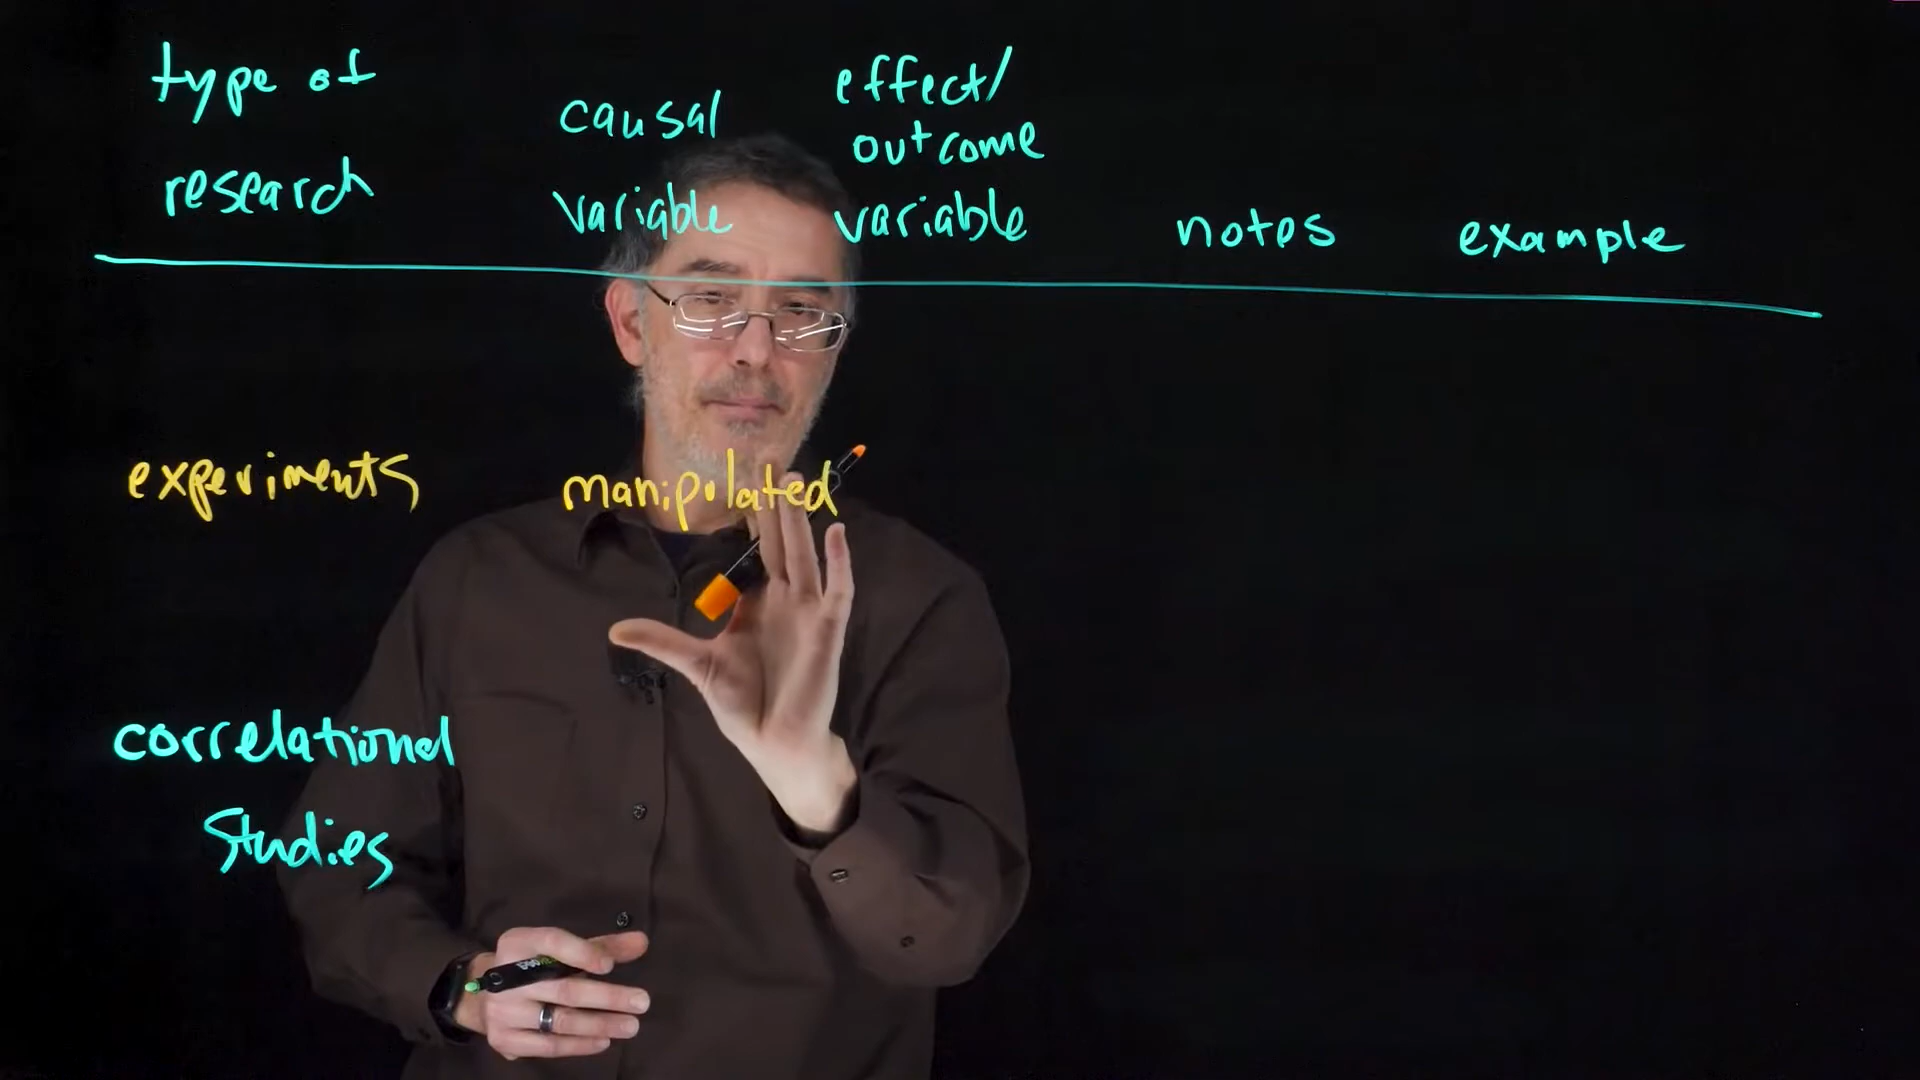 type of
research
causal
variable
effect/
outcome
variable
notes
example
experiments
manipulated
correlational
studies